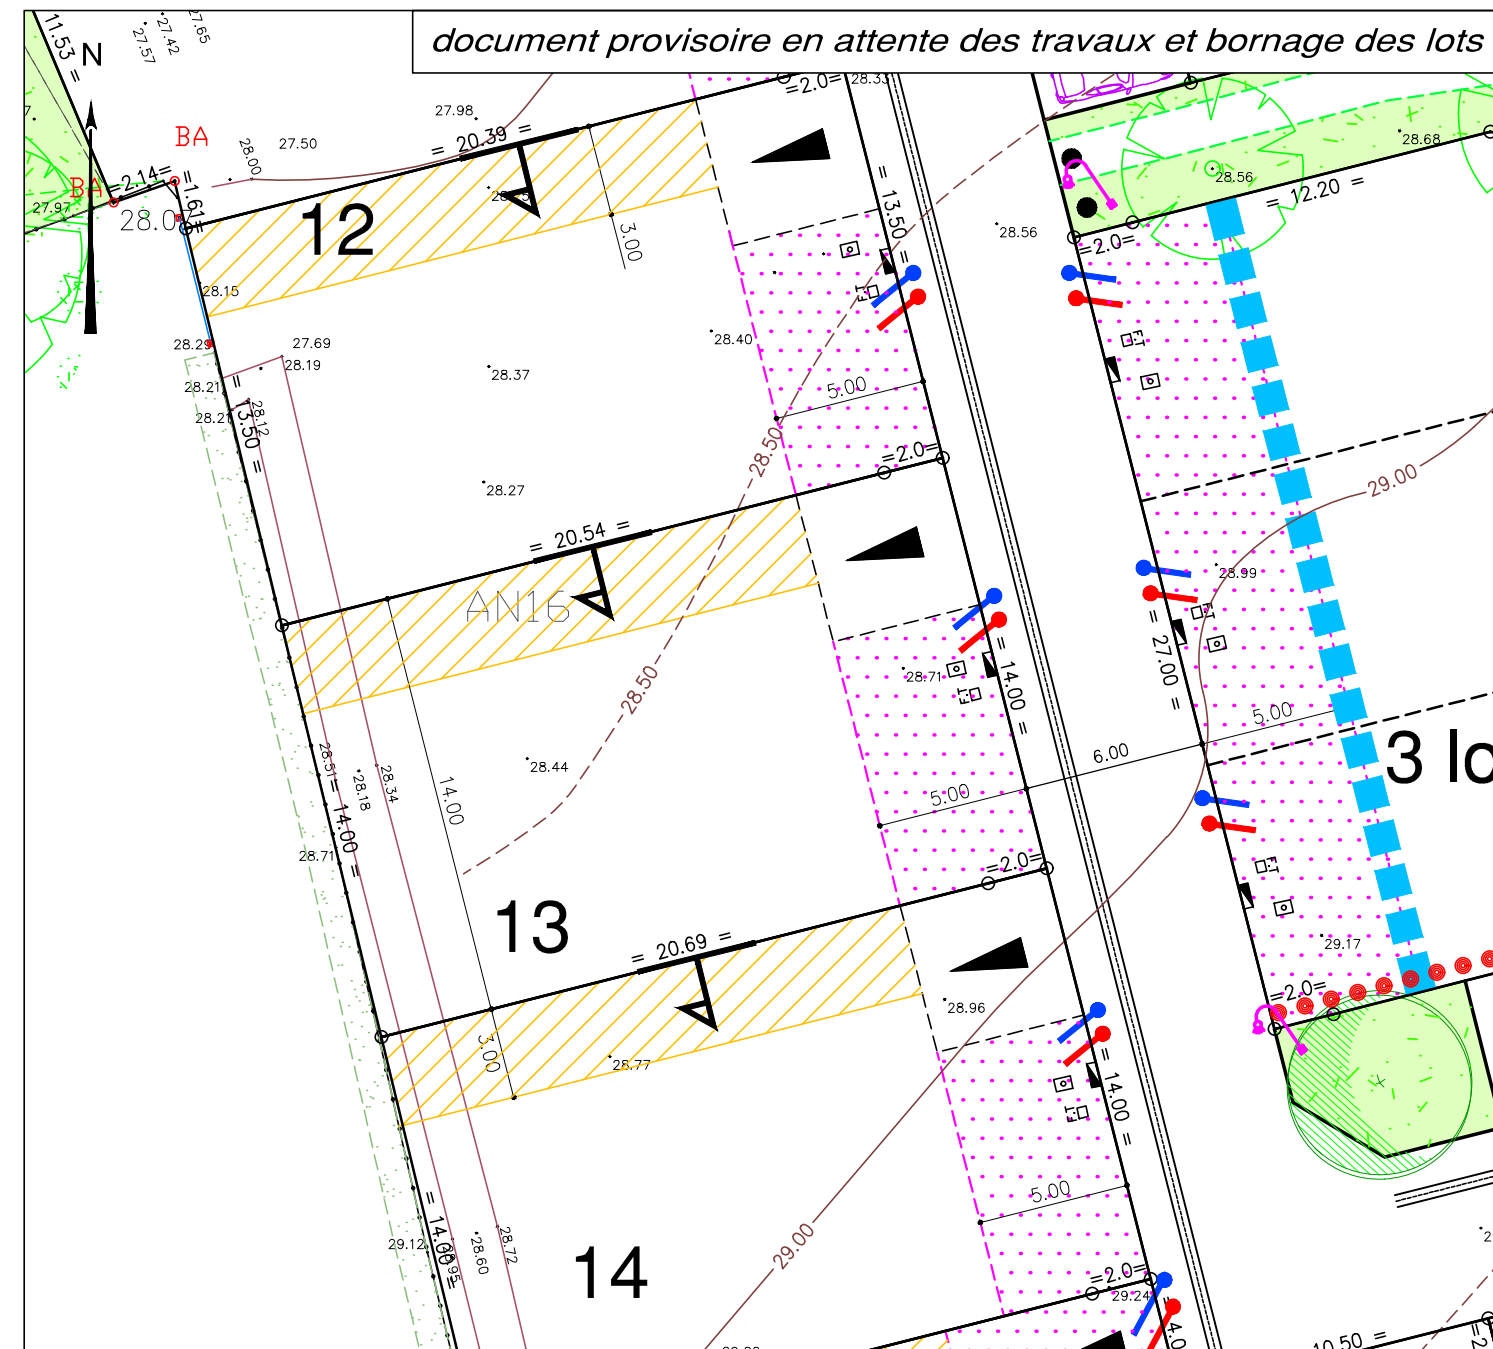 document provisoire en attente des travaux et bornage des lots
N
11.53 =
27.57
27.42
27.65
BA
BA
=2.14=
=1.61=
27.97
28.00
27.50
27.98
= 20.39 =
=2.0=
28.33
12
3.00
28.15
28.29
27.69
28.19
28.21
28.12
= 13.50 =
28.37
28.27
28.40
28.50
5.00
=2.0=
= 13.50 =
F.T
28.56
28.68
28.56
= 12.20 =
=2.0=
F.T
29.00
= 20.54 =
AN16
28.50
28.44
28.71
F.T
= 14.00 =
28.99
F.T
= 27.00 =
5.00
6.00
5.00
3 lo
14.00
28.51
28.18
28.34
= 14.00 =
28.71
13
=2.0=
= 20.69 =
3.00
28.77
28.96
F.T
29.17
=2.0=
= 14.00 =
F.T
5.00
29.00
14
= 14.00 =
29.12
28.60
28.72
=2.0=
29.24
10.50 =